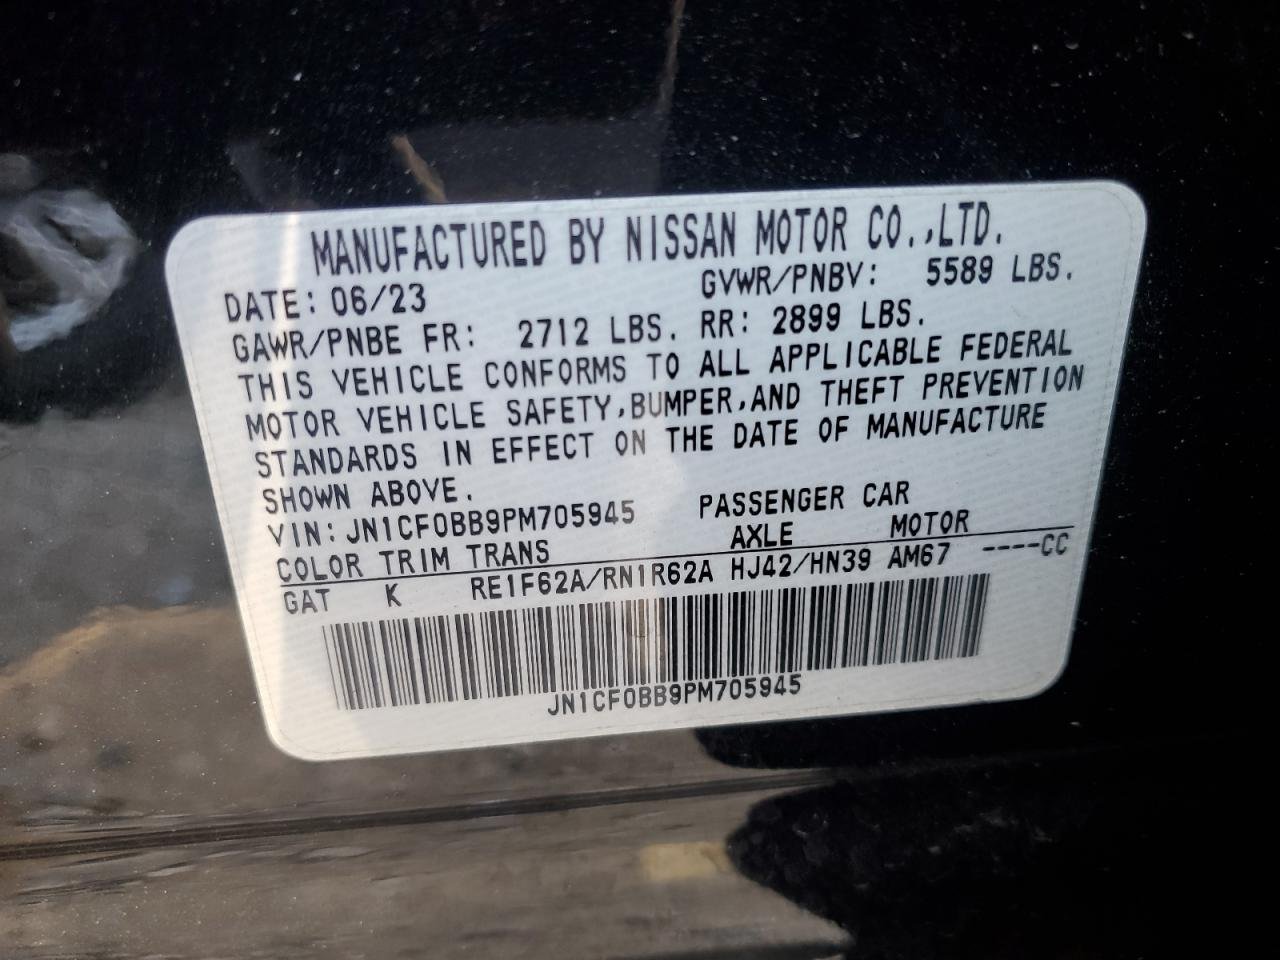 MANUFACTURED BY NISSAN MOTOR CO.,LTD.
DATE: 06/23 GVWR/PNBV: 5589 LBS.
GAWR/PNBE FR: 2712 LBS. RR: 2899 LBS.
THIS VEHICLE CONFORMS TO ALL APPLICABLE FEDERAL
MOTOR VEHICLE SAFETY,BUMPER,AND THEFT PREVENTION
STANDARDS IN EFFECT ON THE DATE OF MANUFACTURE
SHOWN ABOVE.
VIN: JN1CF0BB9PM705945 PASSENGER CAR
COLOR TRIM TRANS AXLE MOTOR
GAT K RE1F62A/RN1R62A HJ42/HN39 AM67 ----CC
JN1CF0BB9PM705945